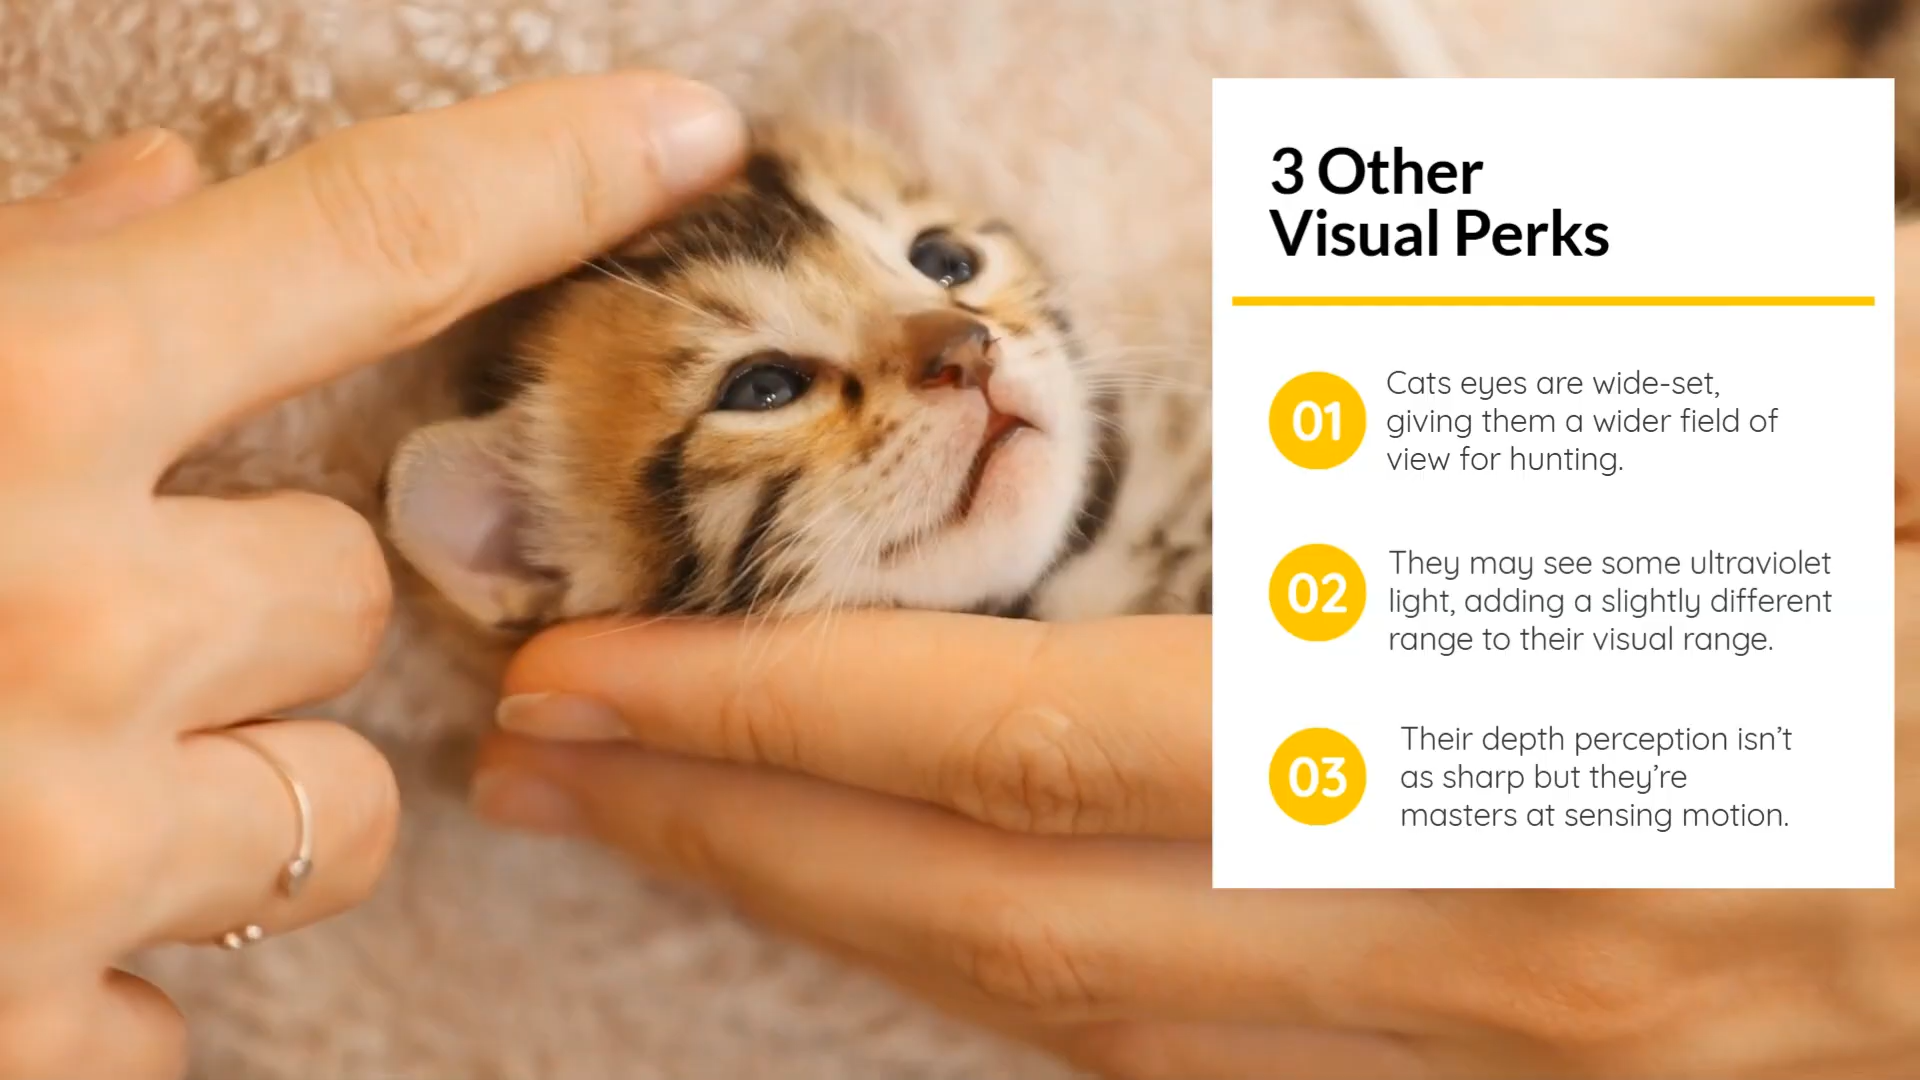 3 Other
Visual Perks
01
Cats eyes are wide-set,
giving them a wider field of
view for hunting.
02
They may see some ultraviolet
light, adding a slightly different
range to their visual range.
03
Their depth perception isn't
as sharp but they're
masters at sensing motion.